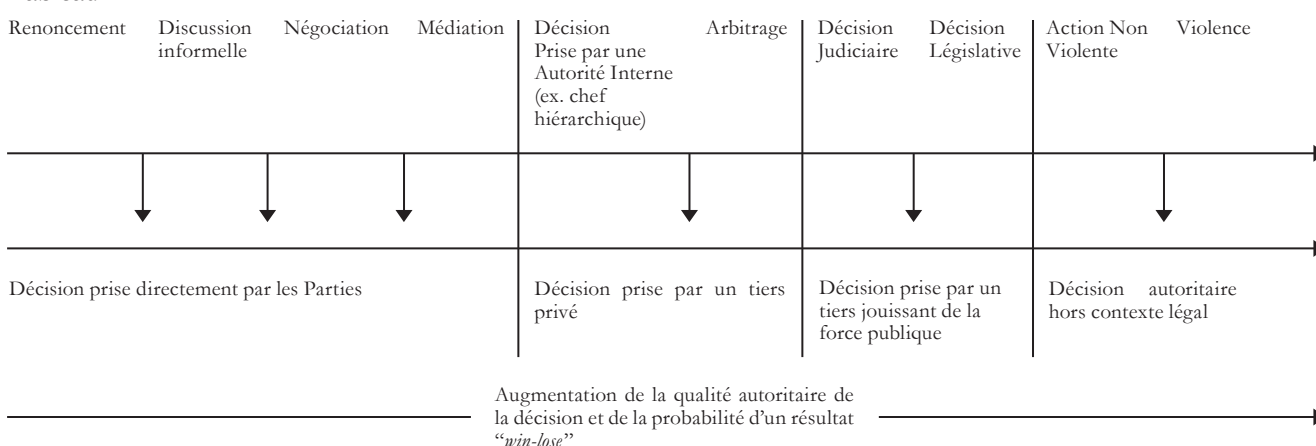 Renoncement
Discussion
informelle
Négociation
Médiation
Décision
Prise par une
Autorité Interne
(ex. chef
hiérarchique)
Arbitrage
Décision
Judiciaire
Décision
Législative
Action Non
Violente
Violence
Décision prise directement par les Parties
Décision prise par un tiers
privé
Décision prise par un
tiers jouissant de la
force publique
Décision autoritaire
hors contexte légal
Augmentation de la qualité autoritaire de
la décision et de la probabilité d'un résultat
“win-lose”